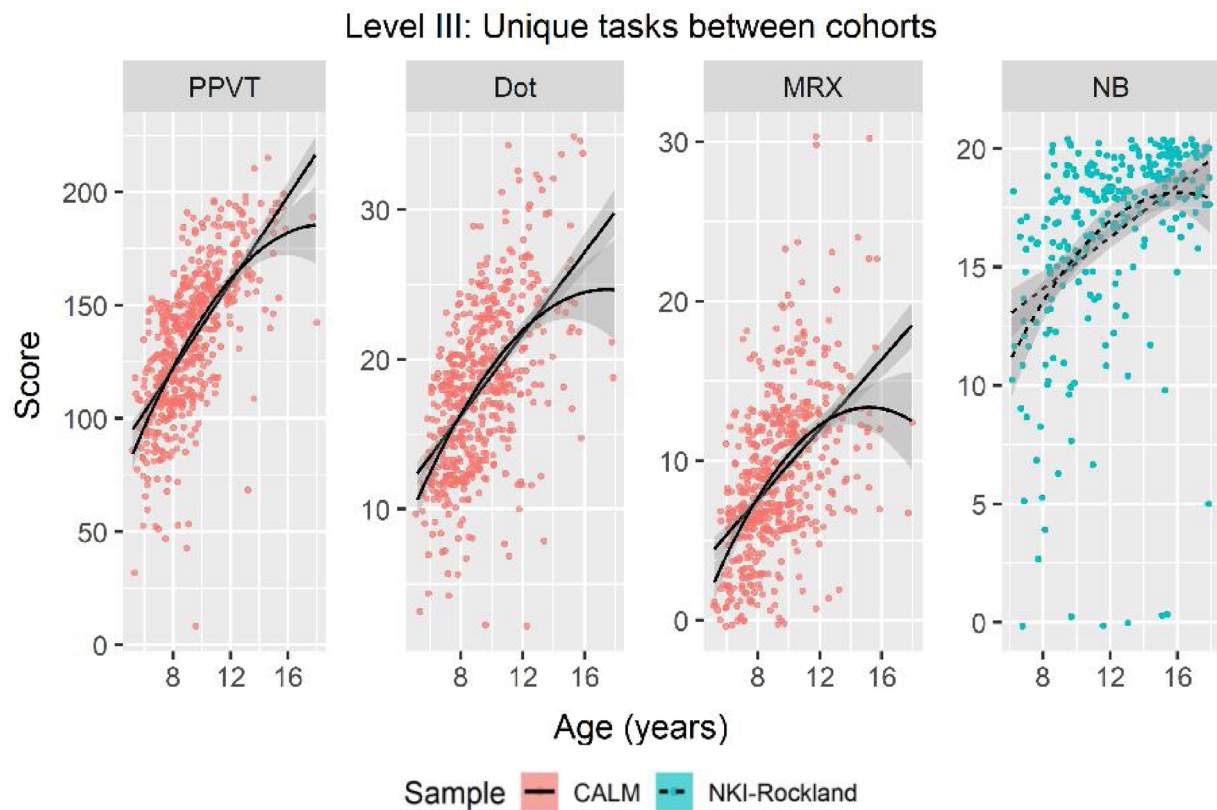 Level III: Unique tasks between cohorts
PPVT Dot MRX NB
200
150
100
50
0
30
20
10
30
20
10
0
20
15
10
5
0
8 12 16 8 12 16 8 12 16 8 12 16
Score
Age (years)
Sample CALM NKI-Rockland